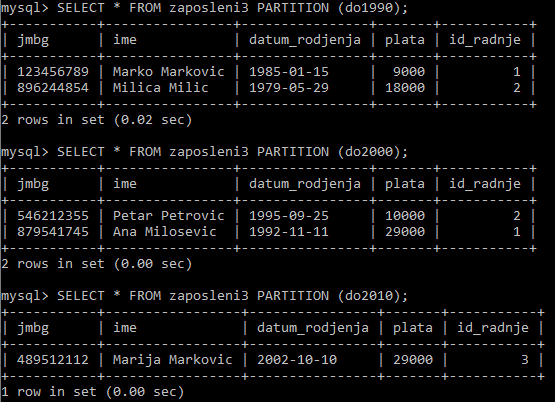 mysql> SELECT * FROM zaposleni3 PARTITION (do1990);
+-----------+----------------+----------------+-------+-----------+
| jmbg      | ime            | datum_rodjenja | plata | id_radnje |
+-----------+----------------+----------------+-------+-----------+
| 123456789 | Marko Markovic | 1985-01-15     |  9000 |         1 |
| 896244854 | Milica Milic   | 1979-05-29     | 18000 |         2 |
+-----------+----------------+----------------+-------+-----------+
2 rows in set (0.02 sec)
mysql> SELECT * FROM zaposleni3 PARTITION (do2000);
+-----------+----------------+----------------+-------+-----------+
| jmbg      | ime            | datum_rodjenja | plata | id_radnje |
+-----------+----------------+----------------+-------+-----------+
| 546212355 | Petar Petrovic | 1995-09-25     | 10000 |         2 |
| 879541745 | Ana Milosevic  | 1992-11-11     | 29000 |         1 |
+-----------+----------------+----------------+-------+-----------+
2 rows in set (0.00 sec)
mysql> SELECT * FROM zaposleni3 PARTITION (do2010);
+-----------+-----------------+----------------+-------+-----------+
| jmbg      | ime             | datum_rodjenja | plata | id_radnje |
+-----------+-----------------+----------------+-------+-----------+
| 489512112 | Marija Markovic | 2002-10-10     | 29000 |         3 |
+-----------+-----------------+----------------+-------+-----------+
1 row in set (0.00 sec)